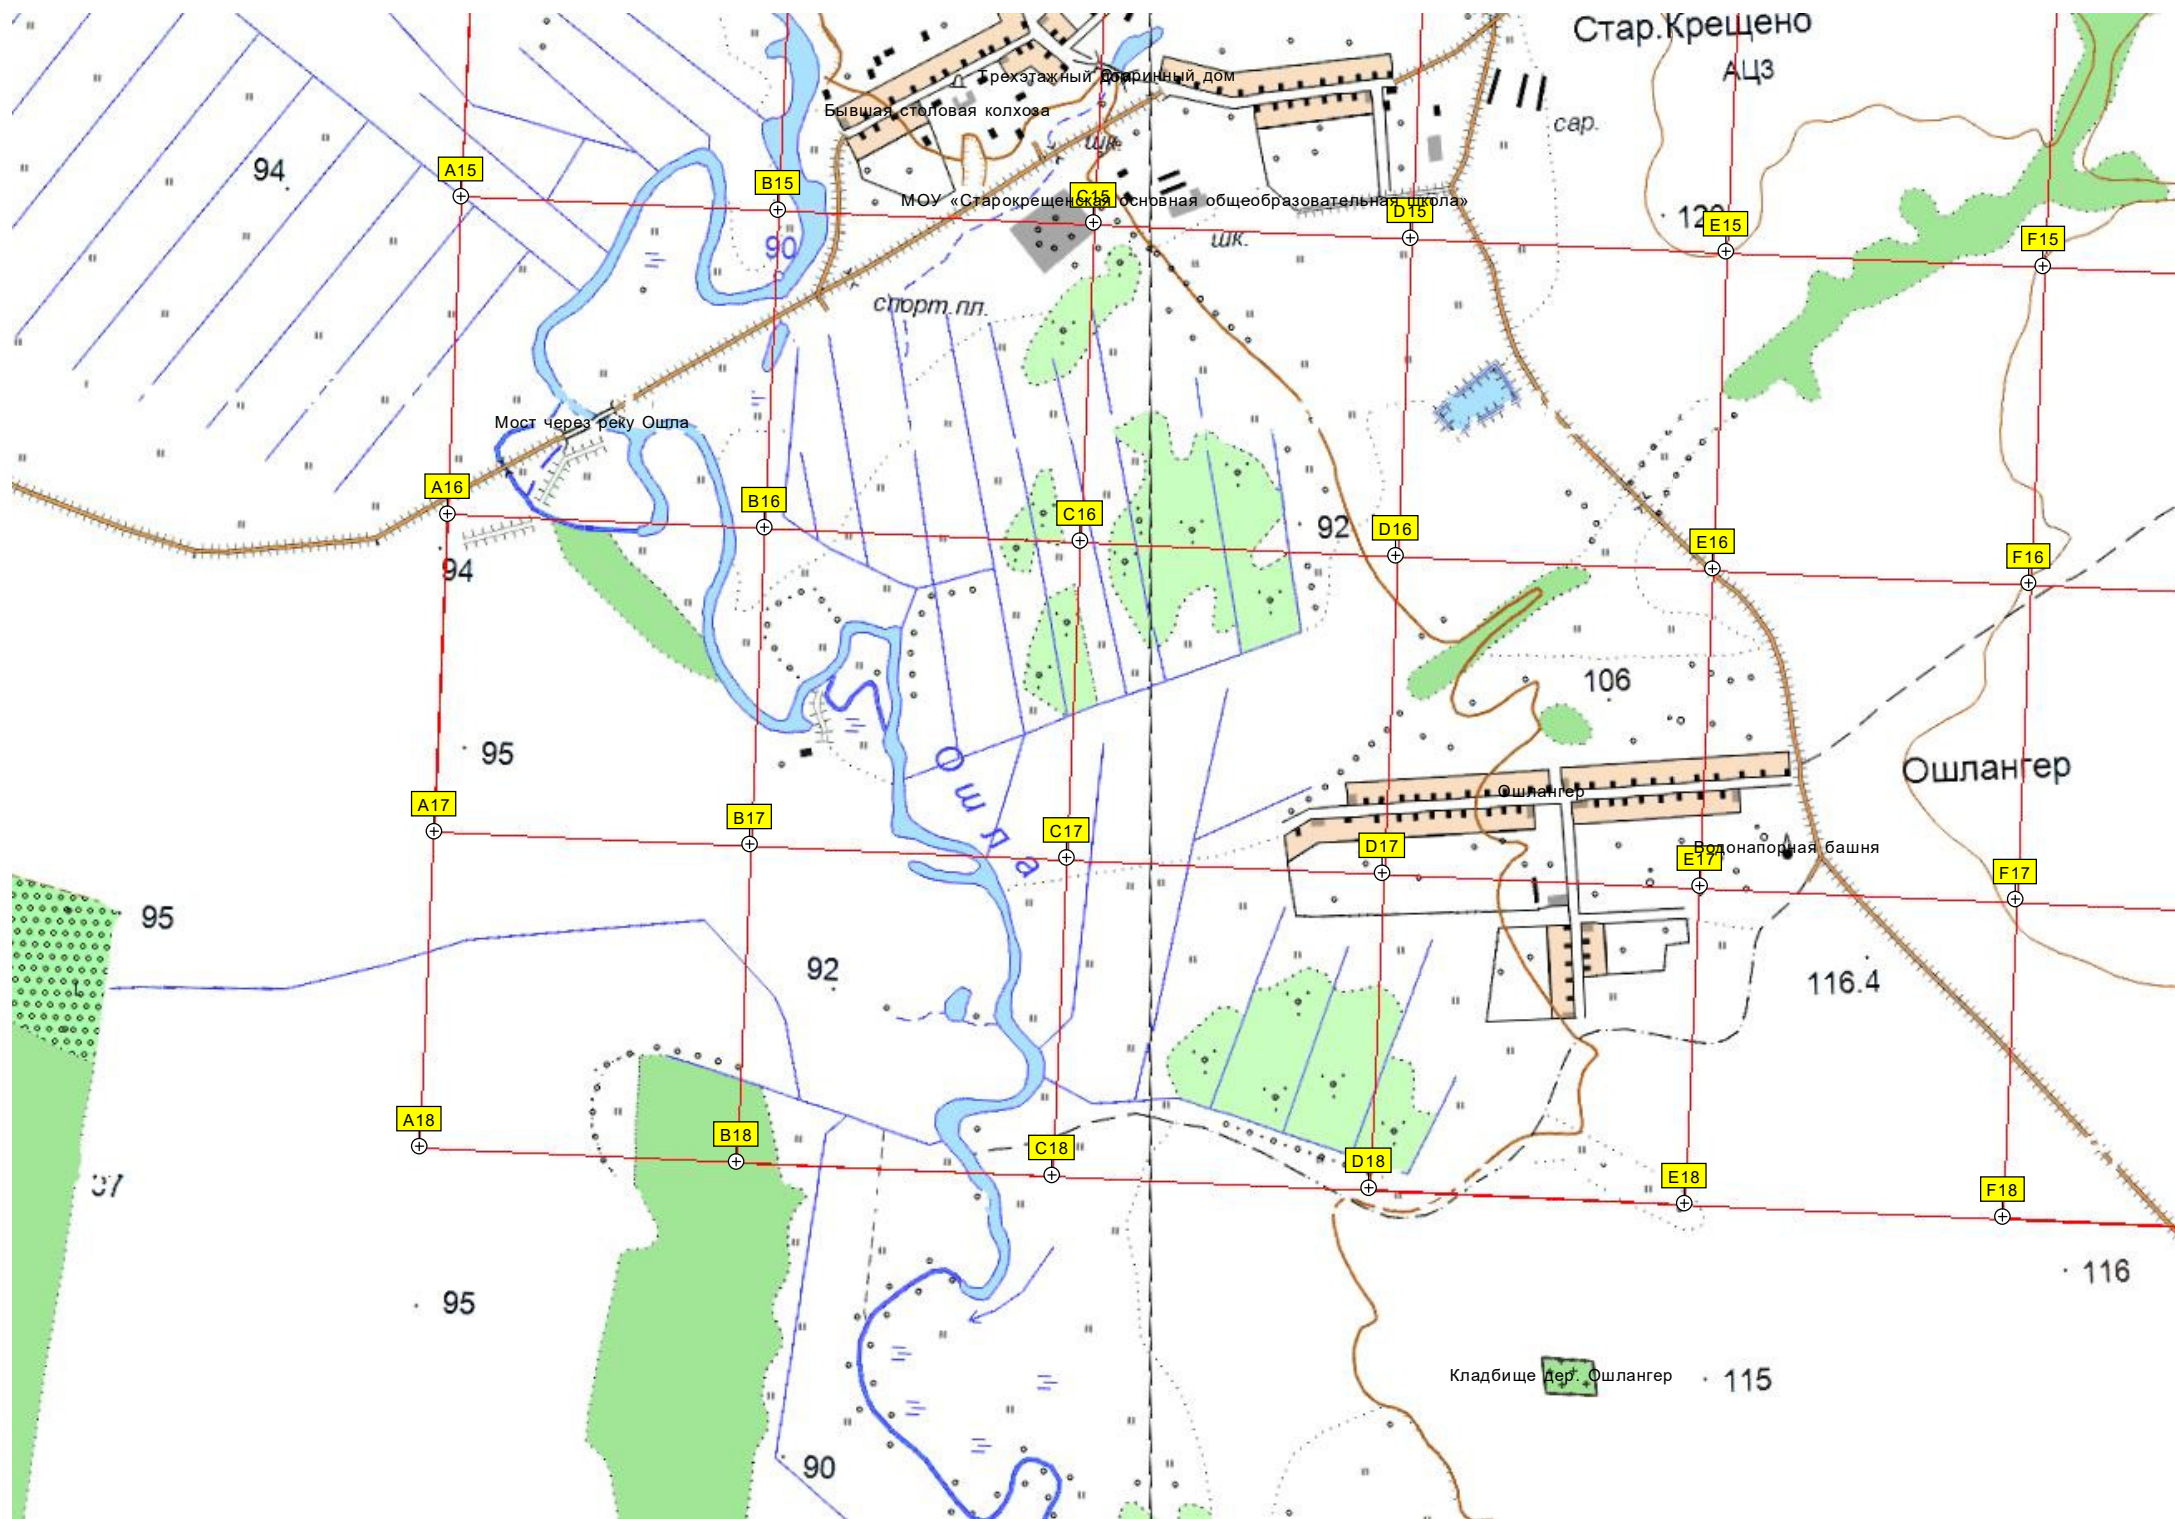 Стар.Крещено
АЦЗ
Трехэтажный дом
Старинный дом
Бывшая столовая колхоза
сар.
шк.
94
A15
B15
C15
МОУ «Старокрещенская основная общеобразовательная школа»
D15
E15
F15
90
шк.
спорт.пл.
Мост через реку Ошла
A16
B16
C16
92
D16
E16
F16
94
106
95
Ошла
Ошлангер
Ошлангер
A17
B17
C17
D17
E17
Водонапорная башня
F17
95
92
116.4
A18
B18
C18
D18
E18
F18
116
95
Кладбище дер. Ошлангер
115
90